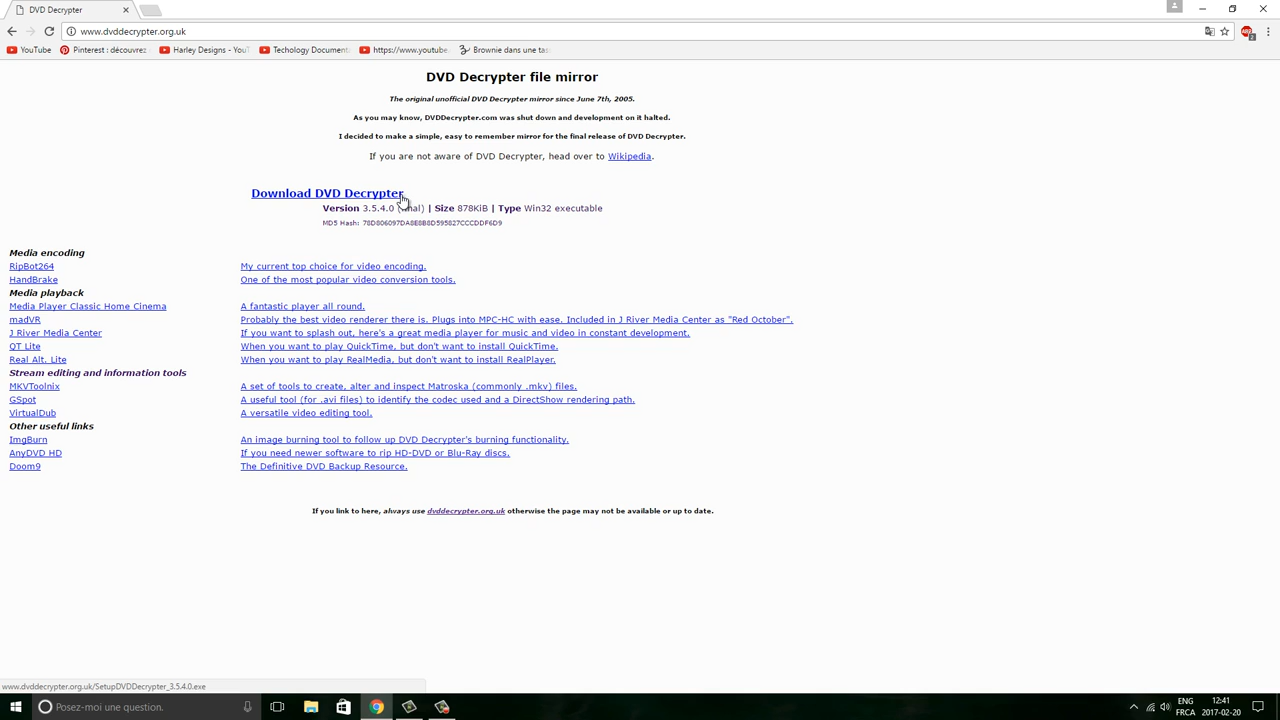 DVD Decrypter
www.dvddecrypter.org.uk
YouTube Pinterest : découvrez Harley Designs - YouT Techology Document https://www.youtube. Brownie dans une tas
DVD Decrypter file mirror
The original unofficial DVD Decrypter mirror since June 7th, 2005.
As you may know, DVDDecrypter.com was shut down and development on it halted.
I decided to make a simple, easy to remember mirror for the final release of DVD Decrypter.
If you are not aware of DVD Decrypter, head over to Wikipedia.
Download DVD Decrypter
Version 3.5.4.0 | Size 878KiB | Type Win32 executable
MD5 Hash:
Media encoding
RipBot264 My current top choice for video encoding.
HandBrake One of the most popular video conversion tools.
Media playback
Media Player Classic Home Cinema A fantastic player all round.
madVR Probably the best video renderer there is. Plugs into MPC-HC with ease. Included in J River Media Center as "Red October".
J River Media Center If you want to splash out, here's a great media player for music and video in constant development.
QT Lite When you want to play QuickTime, but don't want to install QuickTime.
Real Alt. Lite When you want to play RealMedia, but don't want to install RealPlayer.
Stream editing and information tools
MKVToolnix A set of tools to create, alter and inspect Matroska (commonly .mkv) files.
GSpot A useful tool (for .avi files) to identify the codec used and a DirectShow rendering path.
VirtualDub A versatile video editing tool.
Other useful links
ImgBurn An image burning tool to follow up DVD Decrypter's burning functionality.
AnyDVD HD If you need newer software to rip HD-DVD or Blu-Ray discs.
Doom9 The Definitive DVD Backup Resource.
If you link to here, always use dvddecrypter.org.uk otherwise the page may not be available or up to date.
www.dvddecrypter.org.uk/SetupDVDDecrypter_3.5.4.0.exe
Posez-moi une question.
ENG 12:41
FRCA 2017-02-20